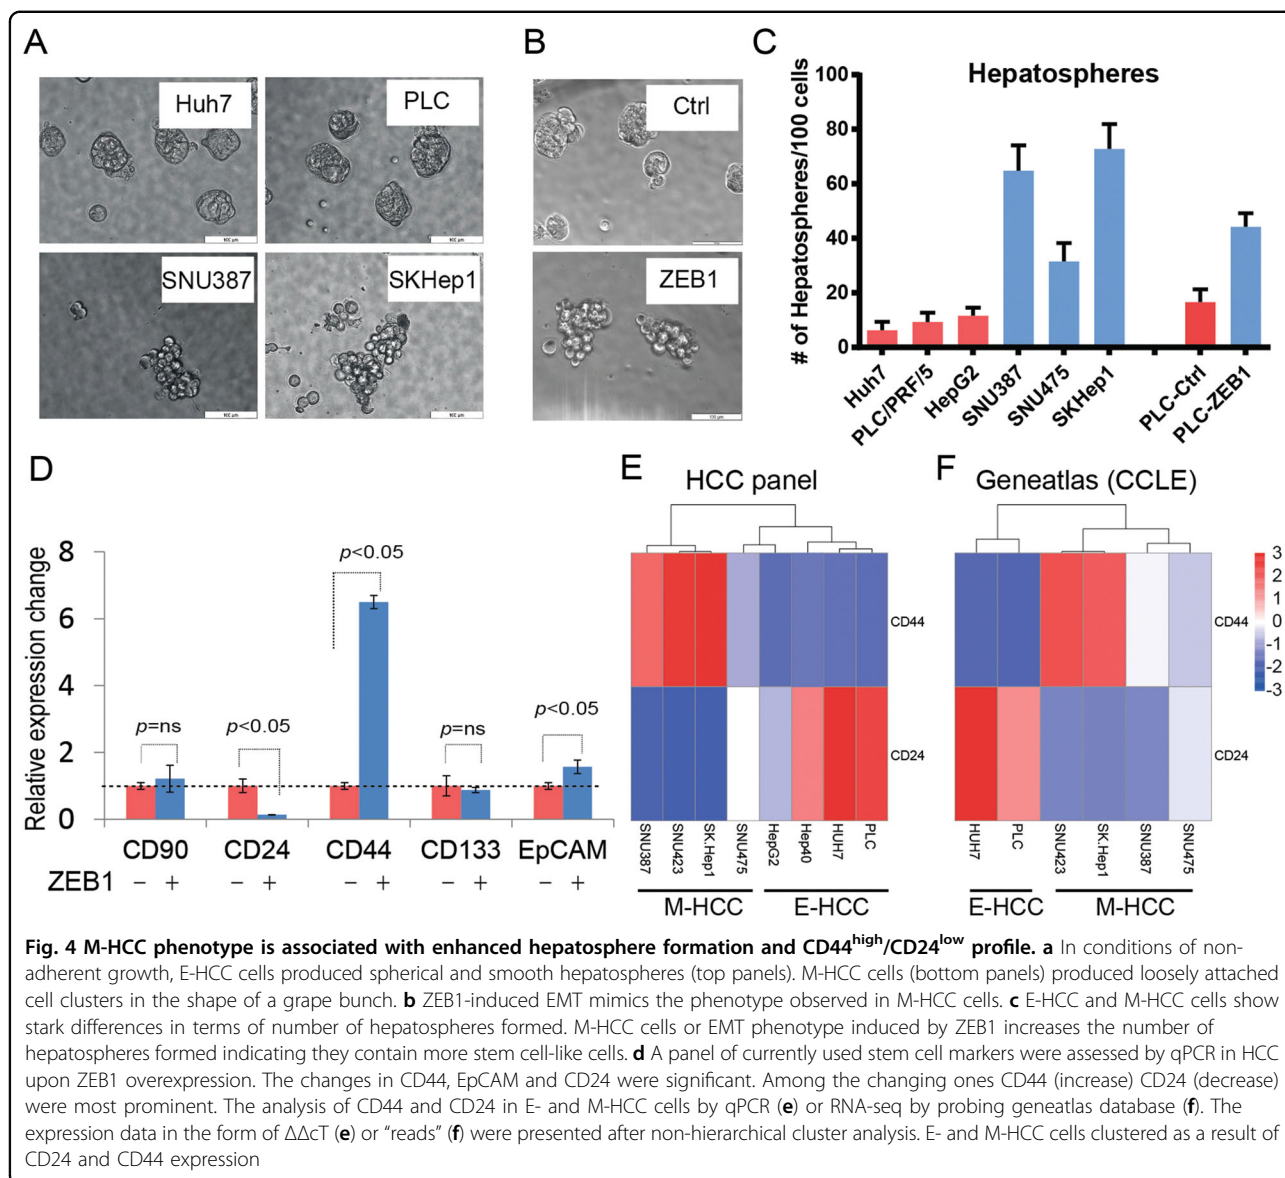 A
Huh7
PLC
SNU387
SKHep1
100 µm
100 µm
100 µm
100 µm
B
Ctrl
ZEB1
C
Hepatospheres
# of Hepatospheres/100 cells
100
80
60
40
20
0
Huh7
PLC/PRF/5
HepG2
SNU387
SNU475
SKHep1
PLC-Ctrl
PLC-ZEB1
D
Relative expression change
8
6
4
2
0
p=ns
p<0.05
p<0.05
p=ns
p<0.05
CD90 CD24 CD44 CD133 EpCAM
ZEB1 – + – + – + – + – +
E
HCC panel
CD44
CD24
SNU387
SNU423
SK.Hep1
SNU475
HepG2
Hep40
HUH7
PLC
M-HCC E-HCC
F
Geneatlas (CCLE)
CD44
CD24
3
2
1
0
-1
-2
-3
HUH7
PLC
SNU423
SK.Hep1
SNU387
SNU475
E-HCC M-HCC
Fig. 4 M-HCC phenotype is associated with enhanced hepatosphere formation and CD44high/CD24low profile. a In conditions of non-
adherent growth, E-HCC cells produced spherical and smooth hepatospheres (top panels). M-HCC cells (bottom panels) produced loosely attached
cell clusters in the shape of a grape bunch. b ZEB1-induced EMT mimics the phenotype observed in M-HCC cells. c E-HCC and M-HCC cells show
stark differences in terms of number of hepatospheres formed. M-HCC cells or EMT phenotype induced by ZEB1 increases the number of
hepatospheres formed indicating they contain more stem cell-like cells. d A panel of currently used stem cell markers were assessed by qPCR in HCC
upon ZEB1 overexpression. The changes in CD44, EpCAM and CD24 were significant. Among the changing ones CD44 (increase) CD24 (decrease)
were most prominent. The analysis of CD44 and CD24 in E- and M-HCC cells by qPCR (e) or RNA-seq by probing geneatlas database (f). The
expression data in the form of ΔΔcT (e) or “reads” (f) were presented after non-hierarchical cluster analysis. E- and M-HCC cells clustered as a result of
CD24 and CD44 expression